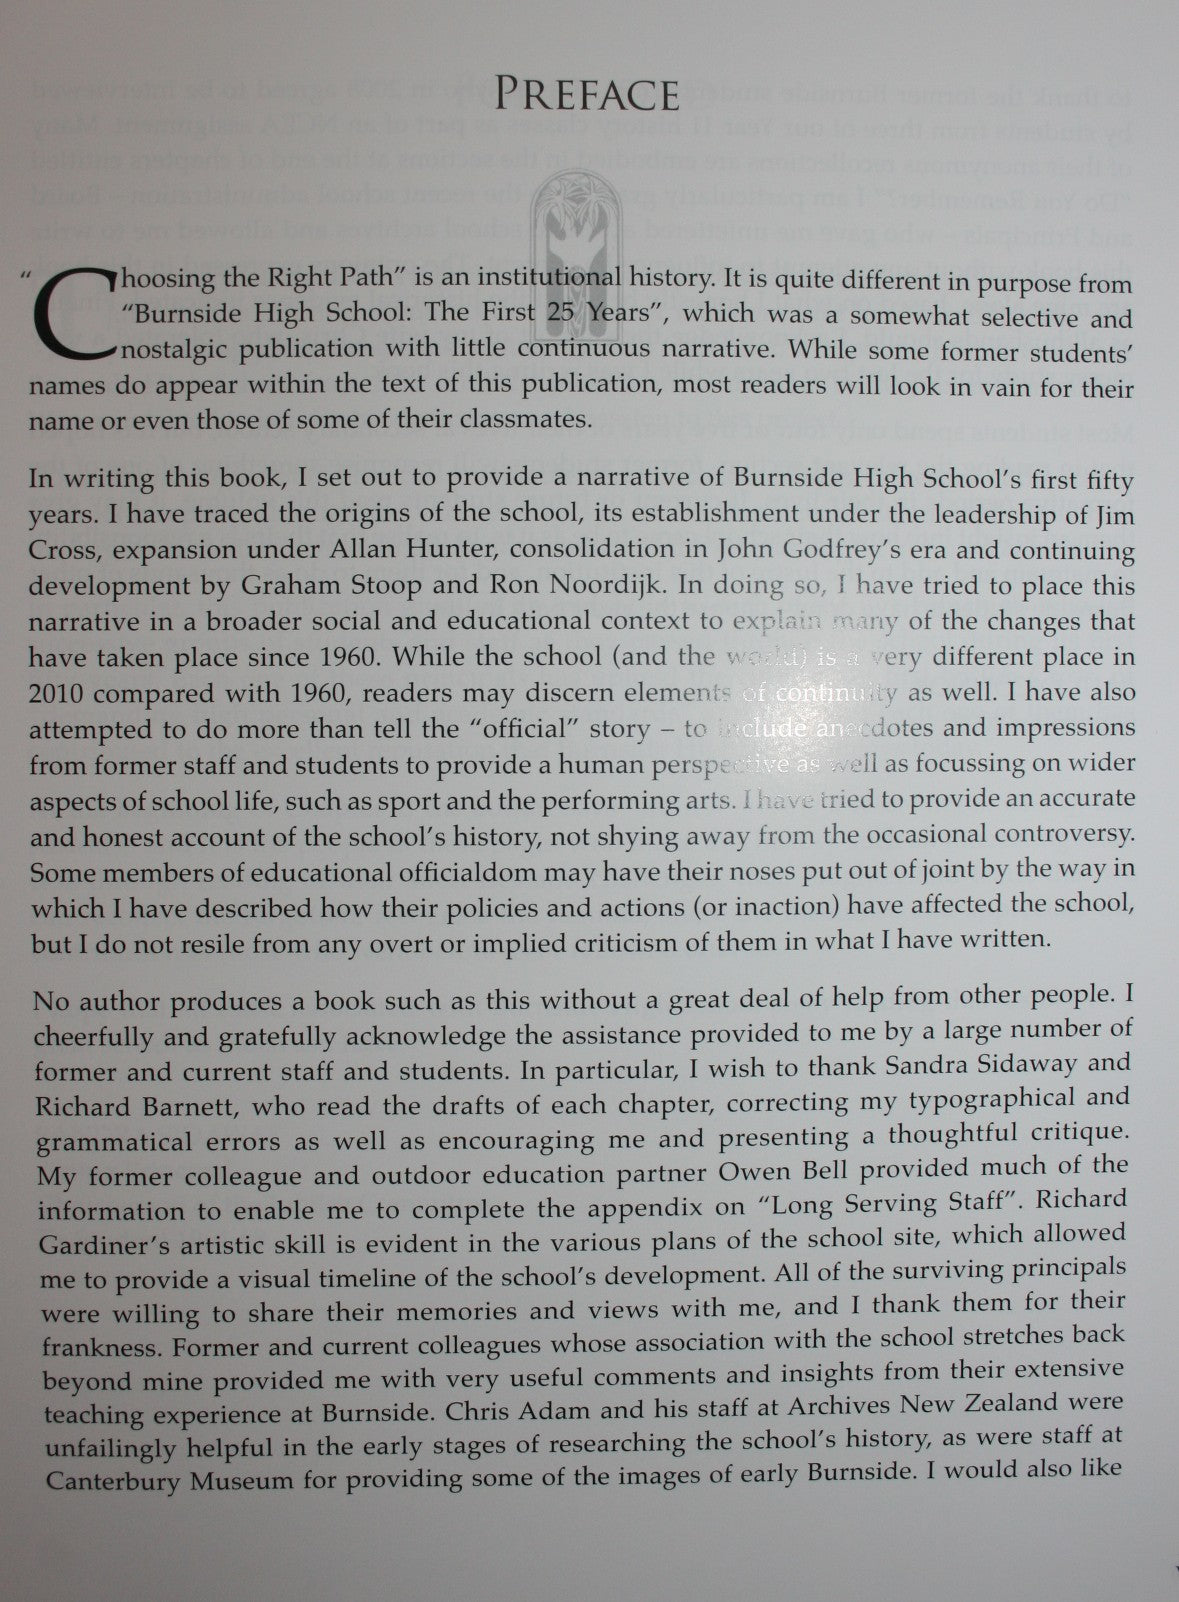 PREFACE
“Choosing the Right Path” is an institutional history. It is quite different in purpose from
“Burnside High School: The First 25 Years”, which was a somewhat selective and
nostalgic publication with little continuous narrative. While some former students’
names do appear within the text of this publication, most readers will look in vain for their
name or even those of some of their classmates.
In writing this book, I set out to provide a narrative of Burnside High School’s first fifty
years. I have traced the origins of the school, its establishment under the leadership of Jim
Cross, expansion under Allan Hunter, consolidation in John Godfrey’s era and continuing
development by Graham Stoop and Ron Noordijk. In doing so, I have tried to place this
narrative in a broader social and educational context to explain many of the changes that
have taken place since 1960. While the school (and the world) is a very different place in
2010 compared with 1960, readers may discern elements of continuity as well. I have also
attempted to do more than tell the “official” story – to include anecdotes and impressions
from former staff and students to provide a human perspective as well as focussing on wider
aspects of school life, such as sport and the performing arts. I have tried to provide an accurate
and honest account of the school’s history, not shying away from the occasional controversy.
Some members of educational officialdom may have their noses put out of joint by the way in
which I have described how their policies and actions (or inaction) have affected the school,
but I do not resile from any overt or implied criticism of them in what I have written.
No author produces a book such as this without a great deal of help from other people. I
cheerfully and gratefully acknowledge the assistance provided to me by a large number of
former and current staff and students. In particular, I wish to thank Sandra Sidaway and
Richard Barnett, who read the drafts of each chapter, correcting my typographical and
grammatical errors as well as encouraging me and presenting a thoughtful critique.
My former colleague and outdoor education partner Owen Bell provided much of the
information to enable me to complete the appendix on “Long Serving Staff”. Richard
Gardiner’s artistic skill is evident in the various plans of the school site, which allowed
me to provide a visual timeline of the school’s development. All of the surviving principals
were willing to share their memories and views with me, and I thank them for their
frankness. Former and current colleagues whose association with the school stretches back
beyond mine provided me with very useful comments and insights from their extensive
teaching experience at Burnside. Chris Adam and his staff at Archives New Zealand were
unfailingly helpful in the early stages of researching the school’s history, as were staff at
Canterbury Museum for providing some of the images of early Burnside. I would also like